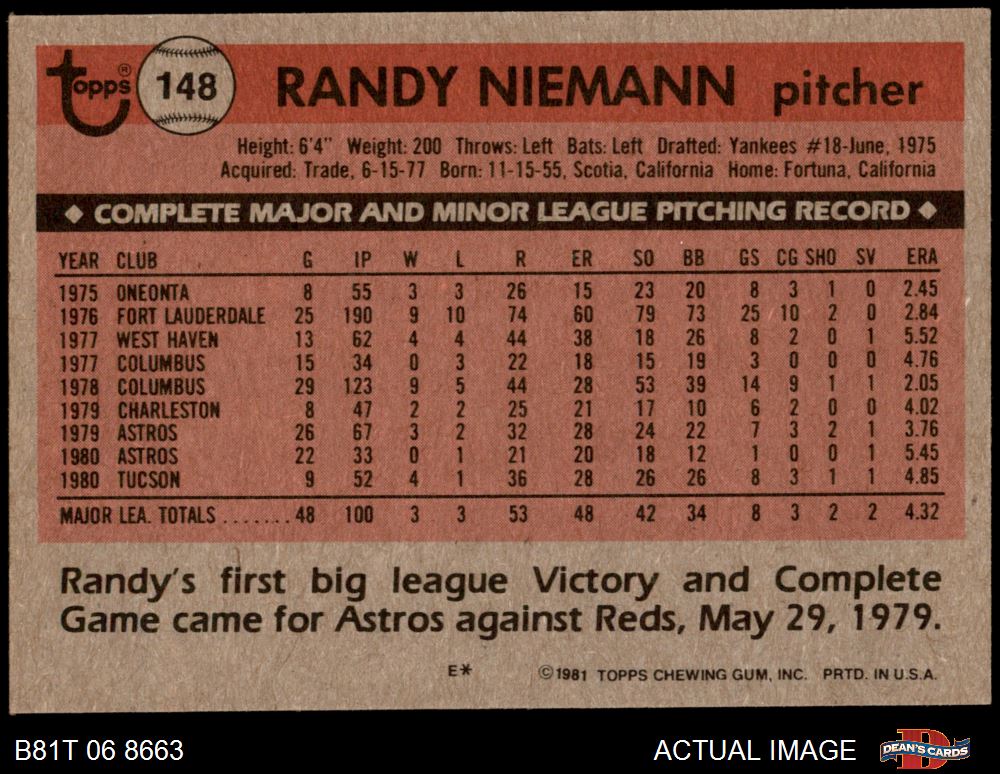 topps® 148 RANDY NIEMANN pitcher
Height: 6'4" Weight: 200 Throws: Left Bats: Left Drafted: Yankees #18-June, 1975
Acquired: Trade, 6-15-77 Born: 11-15-55, Scotia, California Home: Fortuna, California
◆ COMPLETE MAJOR AND MINOR LEAGUE PITCHING RECORD ◆
YEAR CLUB G IP W L R ER SO BB GS CG SHO SV ERA
1975 ONEONTA 8 55 3 3 26 15 23 20 8 3 1 0 2.45
1976 FORT LAUDERDALE 25 190 9 10 74 60 79 73 25 10 2 0 2.84
1977 WEST HAVEN 13 62 4 4 44 38 18 26 8 2 0 1 5.52
1977 COLUMBUS 15 34 0 3 22 18 15 19 3 0 0 0 4.76
1978 COLUMBUS 29 123 9 5 44 28 53 39 14 9 1 1 2.05
1979 CHARLESTON 8 47 2 2 25 21 17 10 6 2 0 0 4.02
1979 ASTROS 26 67 3 2 32 28 24 22 7 3 2 1 3.76
1980 ASTROS 22 33 0 1 21 20 18 12 1 0 0 1 5.45
1980 TUCSON 9 52 4 1 36 28 26 26 8 3 1 1 4.85
MAJOR LEA. TOTALS .......48 100 3 3 53 48 42 34 8 3 2 2 4.32
Randy's first big league Victory and Complete
Game came for Astros against Reds, May 29, 1979.
E* ©1981 TOPPS CHEWING GUM, INC. PRTD. IN U.S.A.
B81T 06 8663 ACTUAL IMAGE DEAN'S CARDS